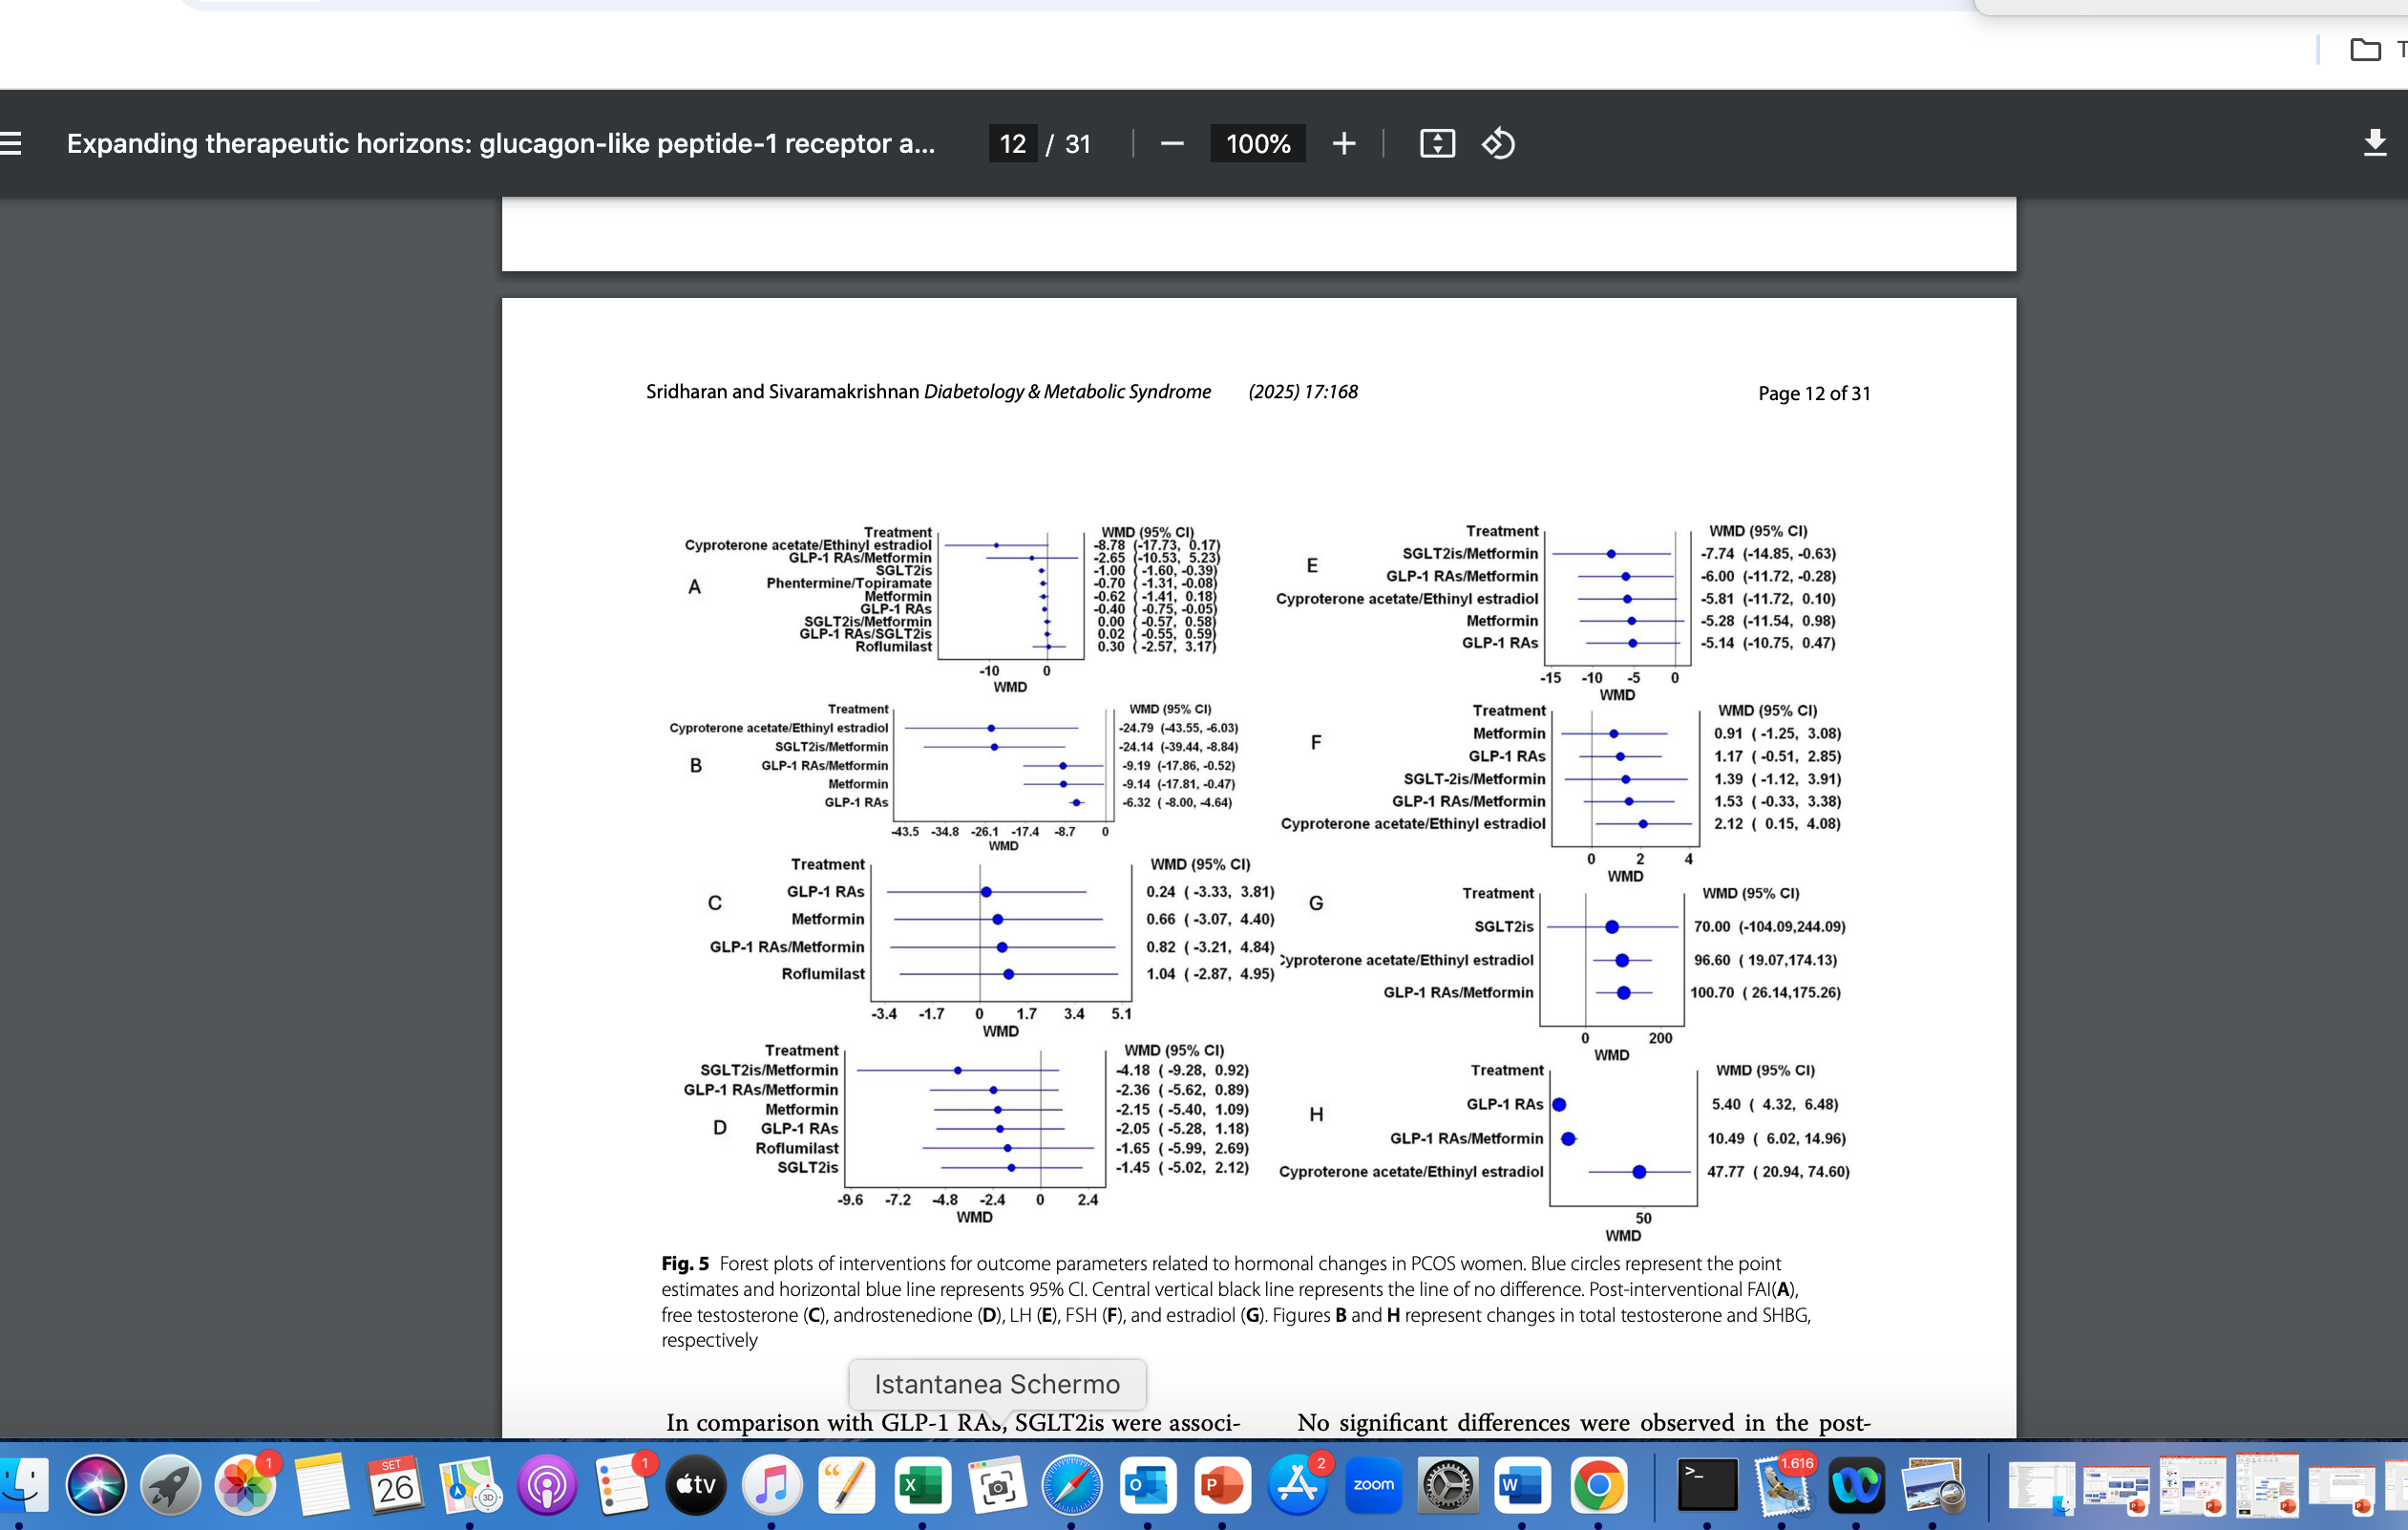 T
Expanding therapeutic horizons: glucagon-like peptide-1 receptor a...
12 / 31
100%
Sridharan and Sivaramakrishnan Diabetology & Metabolic Syndrome (2025) 17:168
Page 12 of 31
A
Treatment WMD (95% CI)
Cyproterone acetate/Ethinyl estradiol -8.78 (-17.73, 0.17)
GLP-1 RAs/Metformin -2.65 (-10.53, 5.23)
SGLT2is -1.00 ( -1.60, -0.39)
Phentermine/Topiramate -0.70 ( -1.31, -0.08)
Metformin -0.62 ( -1.41, 0.18)
GLP-1 RAs -0.40 ( -0.75, -0.05)
SGLT2is/Metformin 0.00 ( -0.57, 0.58)
GLP-1 RAs/SGLT2is 0.02 ( -0.55, 0.59)
Roflumilast 0.30 ( -2.57, 3.17)
-10 0
WMD
B
Treatment WMD (95% CI)
Cyproterone acetate/Ethinyl estradiol -24.79 (-43.55, -6.03)
SGLT2is/Metformin -24.14 (-39.44, -8.84)
GLP-1 RAs/Metformin -9.19 (-17.86, -0.52)
Metformin -9.14 (-17.81, -0.47)
GLP-1 RAs -6.32 ( -8.00, -4.64)
-43.5 -34.8 -26.1 -17.4 -8.7 0
WMD
C
Treatment WMD (95% CI)
GLP-1 RAs 0.24 ( -3.33, 3.81)
Metformin 0.66 ( -3.07, 4.40)
GLP-1 RAs/Metformin 0.82 ( -3.21, 4.84)
Roflumilast 1.04 ( -2.87, 4.95)
-3.4 -1.7 0 1.7 3.4 5.1
WMD
D
Treatment WMD (95% CI)
SGLT2is/Metformin -4.18 ( -9.28, 0.92)
GLP-1 RAs/Metformin -2.36 ( -5.62, 0.89)
Metformin -2.15 ( -5.40, 1.09)
GLP-1 RAs -2.05 ( -5.28, 1.18)
Roflumilast -1.65 ( -5.99, 2.69)
SGLT2is -1.45 ( -5.02, 2.12)
-9.6 -7.2 -4.8 -2.4 0 2.4
WMD
E
Treatment WMD (95% CI)
SGLT2is/Metformin -7.74 (-14.85, -0.63)
GLP-1 RAs/Metformin -6.00 (-11.72, -0.28)
Cyproterone acetate/Ethinyl estradiol -5.81 (-11.72, 0.10)
Metformin -5.28 (-11.54, 0.98)
GLP-1 RAs -5.14 (-10.75, 0.47)
-15 -10 -5 0
WMD
F
Treatment WMD (95% CI)
Metformin 0.91 ( -1.25, 3.08)
GLP-1 RAs 1.17 ( -0.51, 2.85)
SGLT-2is/Metformin 1.39 ( -1.12, 3.91)
GLP-1 RAs/Metformin 1.53 ( -0.33, 3.38)
Cyproterone acetate/Ethinyl estradiol 2.12 ( 0.15, 4.08)
0 2 4
WMD
G
Treatment WMD (95% CI)
SGLT2is 70.00 (-104.09,244.09)
yproterone acetate/Ethinyl estradiol 96.60 ( 19.07,174.13)
GLP-1 RAs/Metformin 100.70 ( 26.14,175.26)
0 200
WMD
H
Treatment WMD (95% CI)
GLP-1 RAs 5.40 ( 4.32, 6.48)
GLP-1 RAs/Metformin 10.49 ( 6.02, 14.96)
Cyproterone acetate/Ethinyl estradiol 47.77 ( 20.94, 74.60)
50
WMD
Fig. 5 Forest plots of interventions for outcome parameters related to hormonal changes in PCOS women. Blue circles represent the point
estimates and horizontal blue line represents 95% CI. Central vertical black line represents the line of no difference. Post-interventional FAI(A),
free testosterone (C), androstenedione (D), LH (E), FSH (F), and estradiol (G). Figures B and H represent changes in total testosterone and SHBG,
respectively
Istantanea Schermo
In comparison with GLP-1 RAs, SGLT2is were associ-
No significant differences were observed in the post-
1
SET
26
3D
1
tv
X
O
P
2
zoom
W
>_
1.616